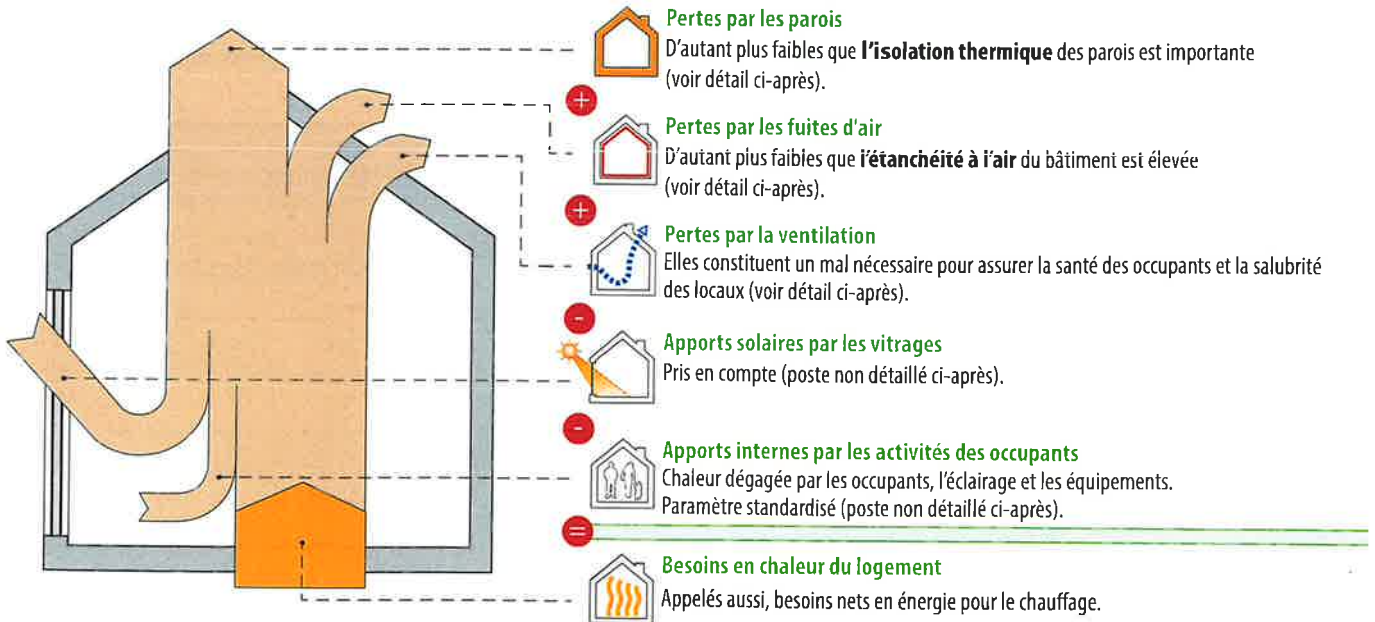 Pertes par les parois
D'autant plus faibles que l'isolation thermique des parois est importante
(voir détail ci-après).
+
Pertes par les fuites d'air
D'autant plus faibles que l'étanchéité à l'air du bâtiment est élevée
(voir détail ci-après).
+
Pertes par la ventilation
Elles constituent un mal nécessaire pour assurer la santé des occupants et la salubrité
des locaux (voir détail ci-après).
-
Apports solaires par les vitrages
Pris en compte (poste non détaillé ci-après).
-
Apports internes par les activités des occupants
Chaleur dégagée par les occupants, l'éclairage et les équipements.
Paramètre standardisé (poste non détaillé ci-après).
=
Besoins en chaleur du logement
Appelés aussi, besoins nets en énergie pour le chauffage.